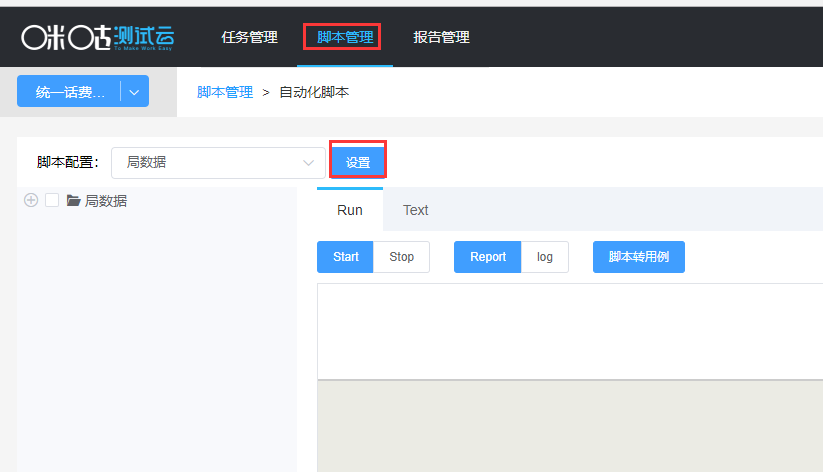 咪咕测试云 任务管理 脚本管理 报告管理
To Make Work Easy
统一话费... 脚本管理 > 自动化脚本
脚本配置： 局数据 设置
局数据
Run Text
Start Stop Report log 脚本转用例